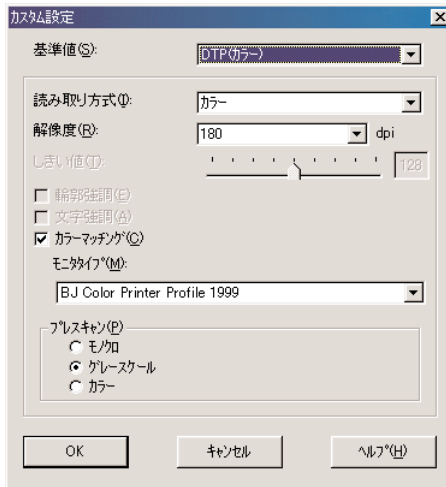 カスタム設定
基準値(S): DTP(カラー)
読み取り方式(I): カラー
解像度(R): 180 dpi
しきい値(T): 128
輪郭強調(E)
文字強調(A)
カラーマッチング(C)
モニタタイプ(M):
BJ Color Printer Profile 1999
プレスキャン(P)
モノクロ
グレースケール
カラー
OK キャンセル ヘルプ(H)